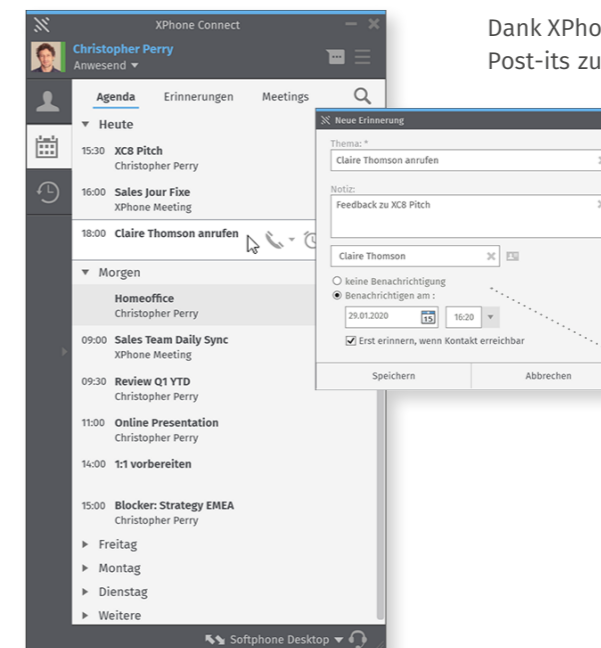 XPhone Connect
Dank XPho
Post-its zu
Christopher Perry
Anwesend
Agenda Erinnerungen Meetings
Heute
15:30 XC8 Pitch
Christopher Perry
16:00 Sales Jour Fixe
XPhone Meeting
18:00 Claire Thomson anrufen
Morgen
Homeoffice
Christopher Perry
09:00 Sales Team Daily Sync
XPhone Meeting
09:30 Review Q1 YTD
Christopher Perry
11:00 Online Presentation
Christopher Perry
14:00 1:1 vorbereiten
15:00 Blocker: Strategy EMEA
Christopher Perry
Freitag
Montag
Dienstag
Weitere
Softphone Desktop
Neue Erinnerung
Thema: *
Claire Thomson anrufen
Notiz:
Feedback zu XC8 Pitch
Claire Thomson
keine Benachrichtigung
Benachrichtigen am :
29.01.2020 15 16:20
Erst erinnern, wenn Kontakt erreichbar
Speichern Abbrechen